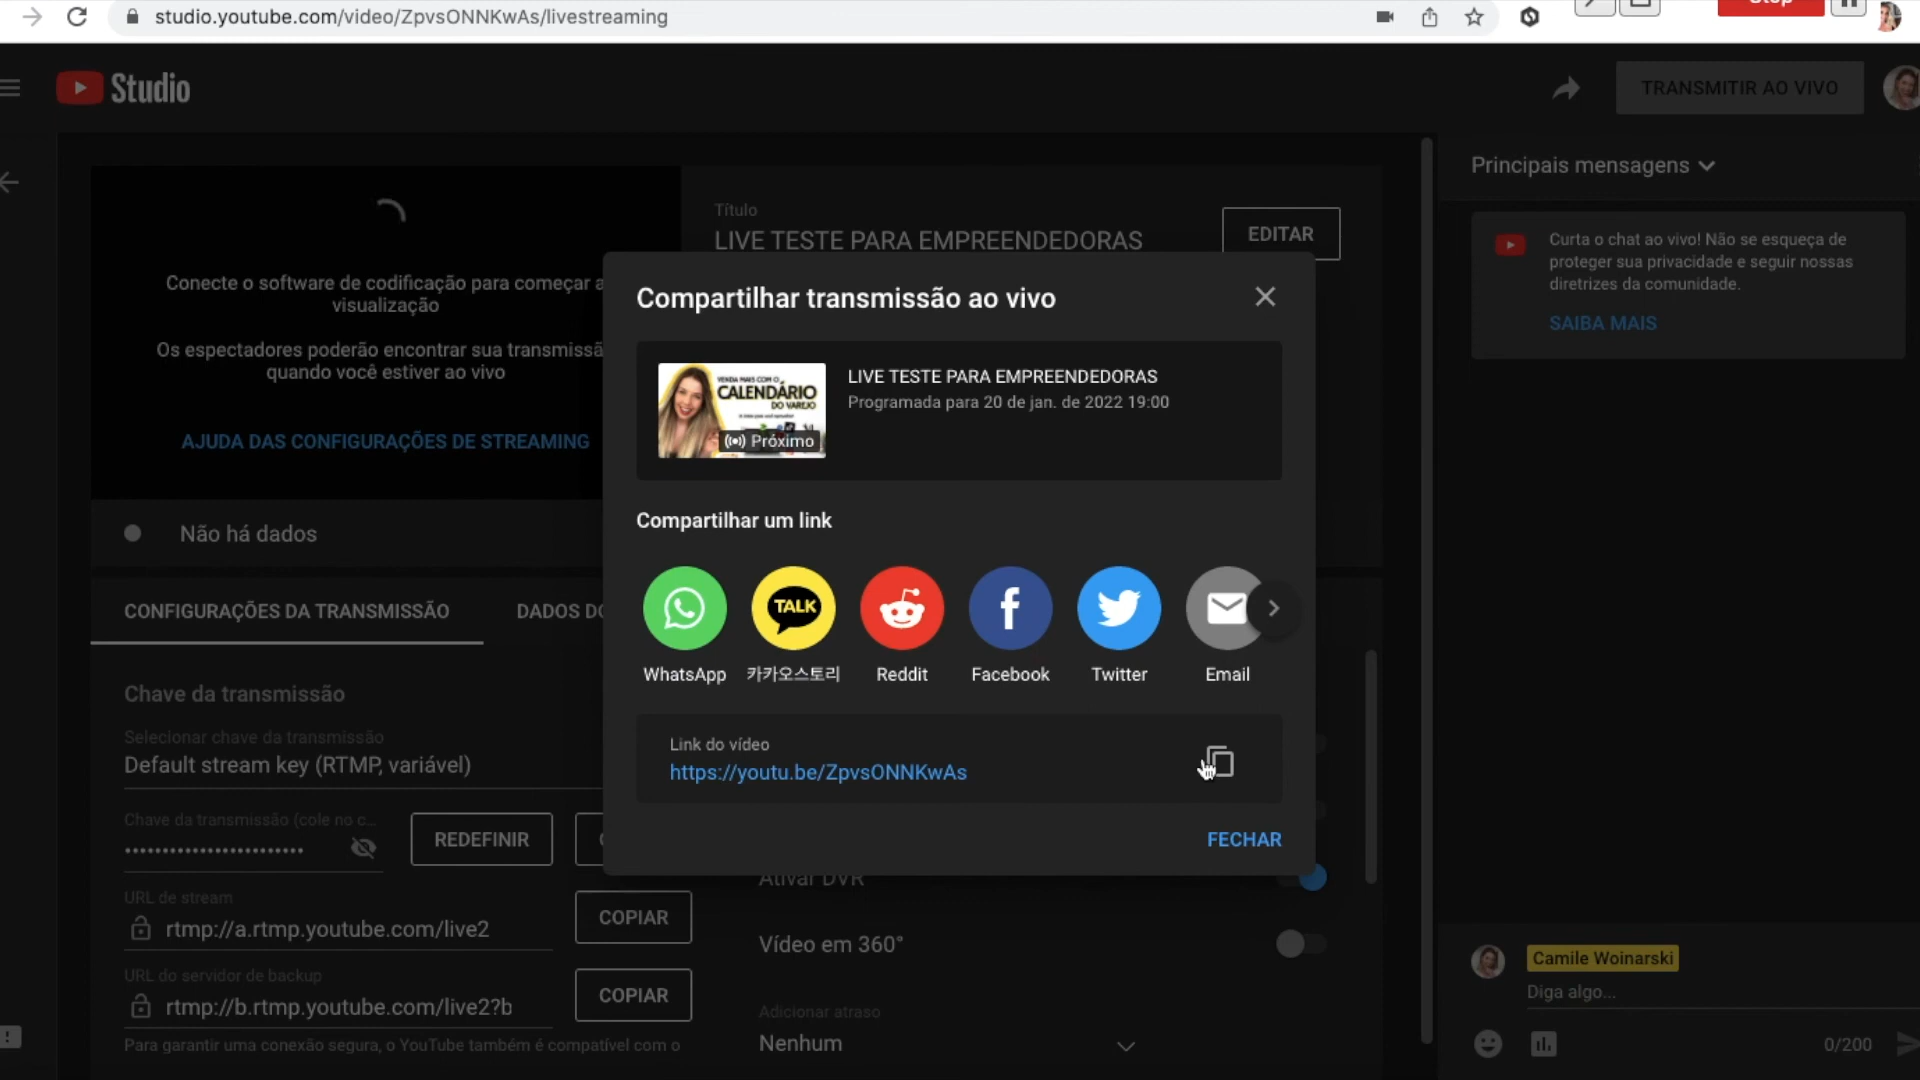 studio.youtube.com/video/ZpvsONNKwAs/livestreaming
Stop
Studio
TRANSMITIR AO VIVO
Conecte o software de codificação para começar a
visualização
Os espectadores poderão encontrar sua transmissã
quando você estiver ao vivo
AJUDA DAS CONFIGURAÇÕES DE STREAMING
Não há dados
Título
LIVE TESTE PARA EMPREENDEDORAS
EDITAR
Compartilhar transmissão ao vivo
VENDA MAIS COM O
CALENDÁRIO
DO VAREJO
Próximo
LIVE TESTE PARA EMPREENDEDORAS
Programada para 20 de jan. de 2022 19:00
Compartilhar um link
TALK
WhatsApp
카카오스토리
Reddit
Facebook
Twitter
Email
Link do vídeo
https://youtu.be/ZpvsONNKwAs
FECHAR
CONFIGURAÇÕES DA TRANSMISSÃO
DADOS DO
Chave da transmissão
Selecionar chave da transmissão
Default stream key (RTMP, variável)
Chave da transmissão (cole no c...
REDEFINIR
URL de stream
rtmp://a.rtmp.youtube.com/live2
COPIAR
URL do servidor de backup
rtmp://b.rtmp.youtube.com/live2?b
COPIAR
Para garantir uma conexão segura, o YouTube também é compatível com o
Ativar DVR
Vídeo em 360°
Adicionar atraso
Nenhum
Principais mensagens
Curta o chat ao vivo! Não se esqueça de
proteger sua privacidade e seguir nossas
diretrizes da comunidade.
SAIBA MAIS
Camile Woinarski
Diga algo...
0/200